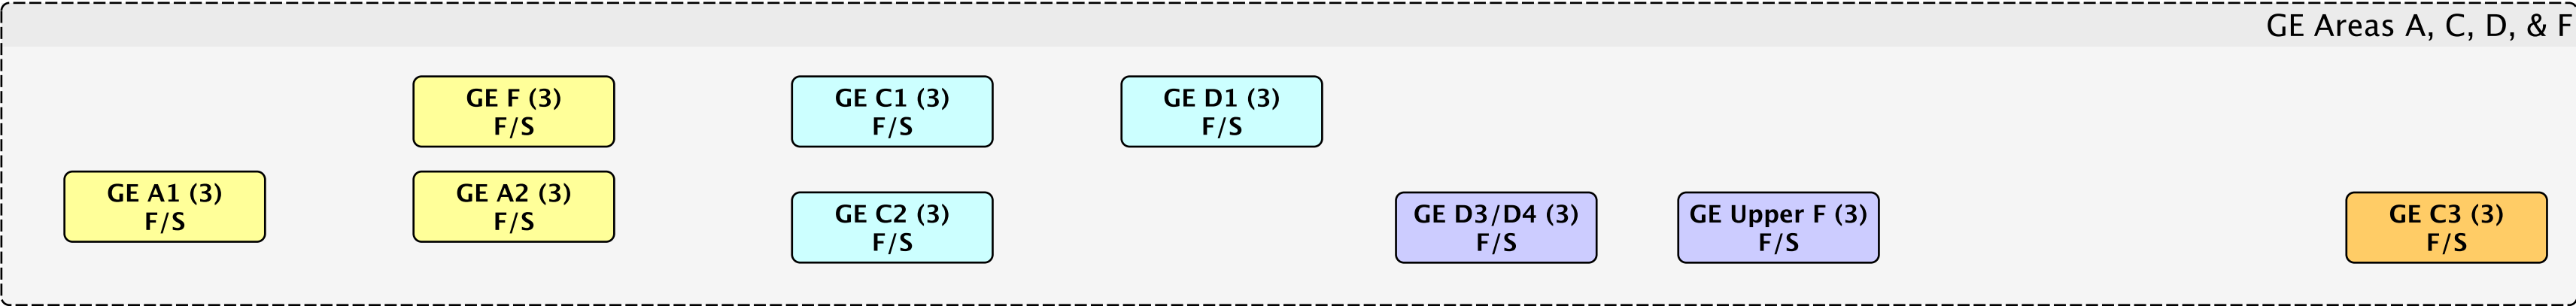 GE Areas A, C, D, & F
GE F (3)
F/S
GE C1 (3)
F/S
GE D1 (3)
F/S
GE A1 (3)
F/S
GE A2 (3)
F/S
GE C2 (3)
F/S
GE D3/D4 (3)
F/S
GE Upper F (3)
F/S
GE C3 (3)
F/S